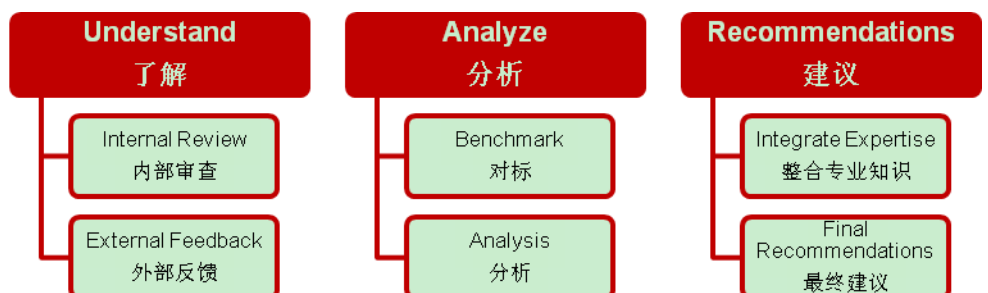 Understand
了解
Internal Review
内部审查
External Feedback
外部反馈
Analyze
分析
Benchmark
对标
Analysis
分析
Recommendations
建议
Integrate Expertise
整合专业知识
Final
Recommendations
最终建议